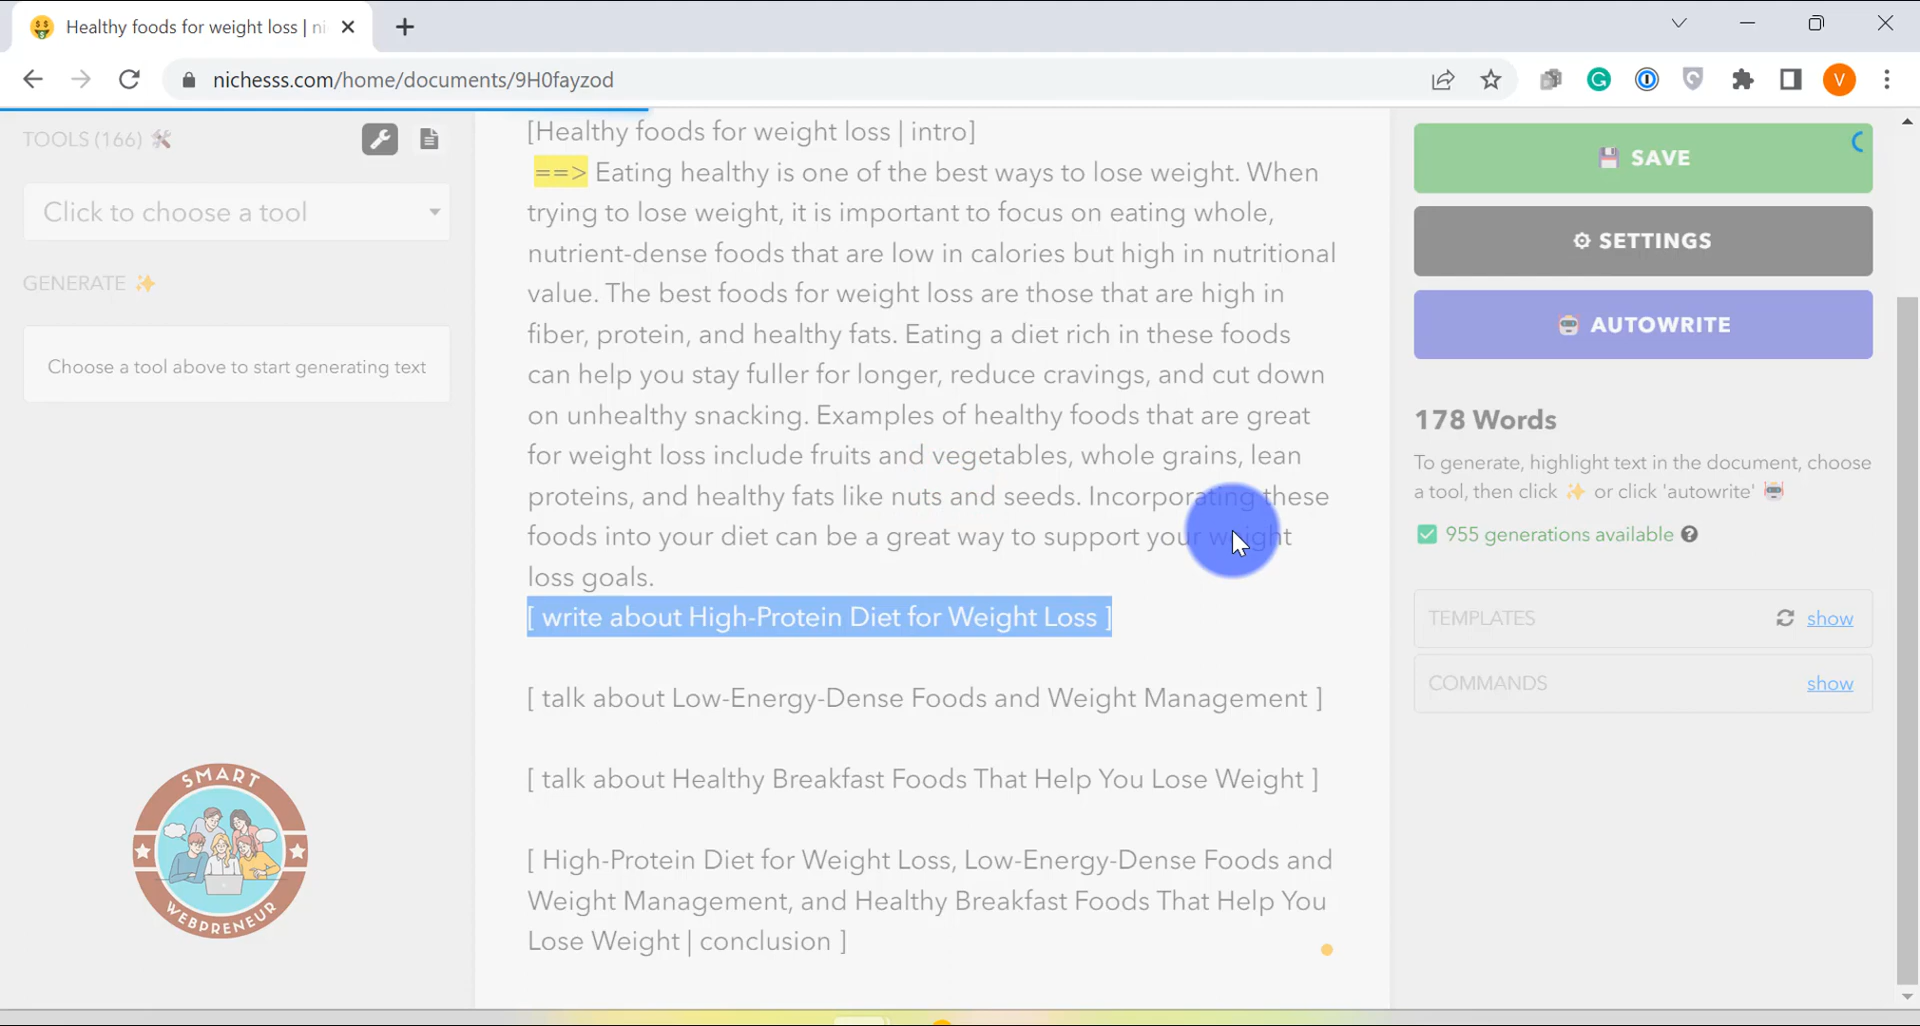 Healthy foods for weight loss | ni
nichesss.com/home/documents/9H0fayzod
V
TOOLS (166)
Click to choose a tool
GENERATE
Choose a tool above to start generating text
[Healthy foods for weight loss | intro]
==> Eating healthy is one of the best ways to lose weight. When
trying to lose weight, it is important to focus on eating whole,
nutrient-dense foods that are low in calories but high in nutritional
value. The best foods for weight loss are those that are high in
fiber, protein, and healthy fats. Eating a diet rich in these foods
can help you stay fuller for longer, reduce cravings, and cut down
on unhealthy snacking. Examples of healthy foods that are great
for weight loss include fruits and vegetables, whole grains, lean
proteins, and healthy fats like nuts and seeds. Incorporating these
foods into your diet can be a great way to support your weight
loss goals.
[ write about High-Protein Diet for Weight Loss ]
[ talk about Low-Energy-Dense Foods and Weight Management ]
[ talk about Healthy Breakfast Foods That Help You Lose Weight ]
[ High-Protein Diet for Weight Loss, Low-Energy-Dense Foods and
Weight Management, and Healthy Breakfast Foods That Help You
Lose Weight | conclusion ]
SAVE
SETTINGS
AUTOWRITE
178 Words
To generate, highlight text in the document, choose
a tool, then click ✨ or click 'autowrite' 🤖
955 generations available
TEMPLATES show
COMMANDS show
SMART
WEBPRENEUR